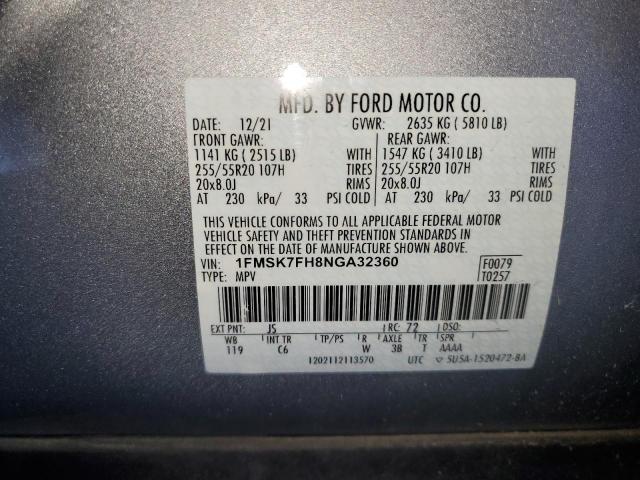 MFD. BY FORD MOTOR CO.
DATE: 12/21 GVWR: 2635 KG ( 5810 LB)
FRONT GAWR: REAR GAWR:
1141 KG ( 2515 LB) WITH 1547 KG ( 3410 LB) WITH
255/55R20 107H TIRES 255/55R20 107H TIRES
20x8.0J RIMS 20x8.0J RIMS
AT 230 kPa/ 33 PSI COLD AT 230 kPa/ 33 PSI COLD
THIS VEHICLE CONFORMS TO ALL APPLICABLE FEDERAL MOTOR
VEHICLE SAFETY AND THEFT PREVENTION STANDARDS IN
EFFECT ON THE DATE OF MANUFACTURE SHOWN ABOVE.
VIN: 1FMSK7FH8NGA32360 F0079
TYPE: MPV T0257
EXT PNT: JS RC: 72 DSO:
WB INT TR TP/PS R AXLE TR SPR
119 C6 W 3B T AAAA
1202112113570 UTC 5U5A-1520472-BA